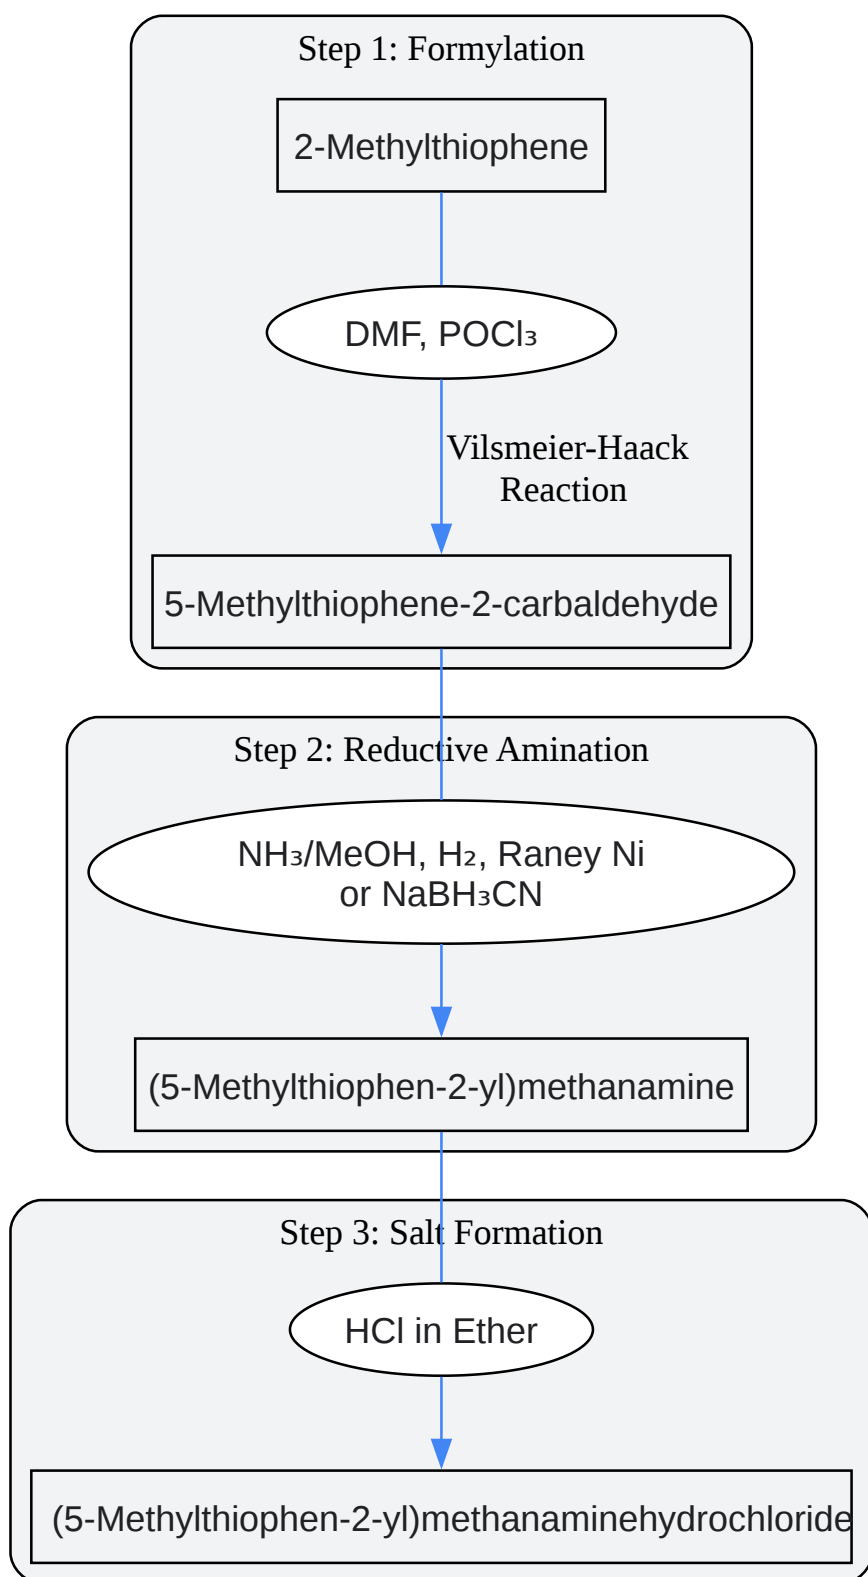 Step 1: Formylation
2-Methylthiophene
DMF, POCl₃
Vilsmeier-Haack
Reaction
5-Methylthiophene-2-carbaldehyde
Step 2: Reductive Amination
NH₃/MeOH, H₂, Raney Ni
or NaBH₃CN
(5-Methylthiophen-2-yl)methanamine
Step 3: Salt Formation
HCl in Ether
(5-Methylthiophen-2-yl)methanaminehydrochloride